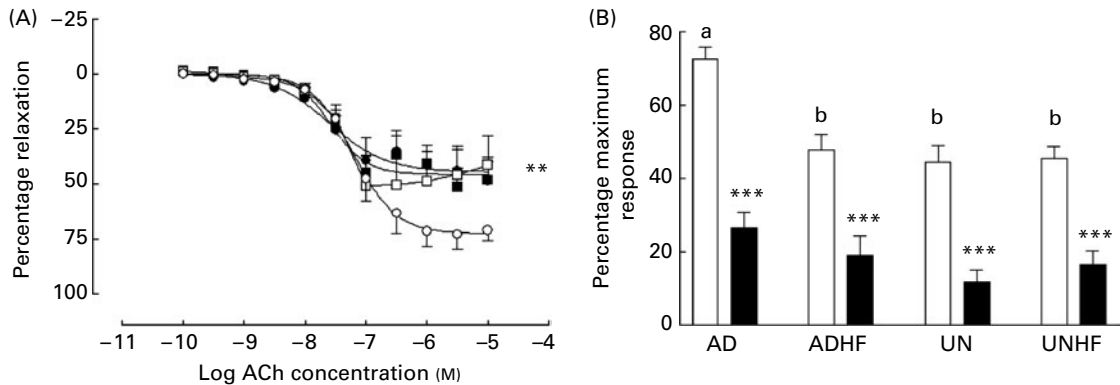 (A)
−25
0
25
50
75
100
Percentage relaxation
**
−11 −10 −9 −8 −7 −6 −5 −4
Log ACh concentration (M)
(B)
80
60
40
20
0
Percentage maximum
response
a
b b b
*** *** *** ***
AD ADHF UN UNHF